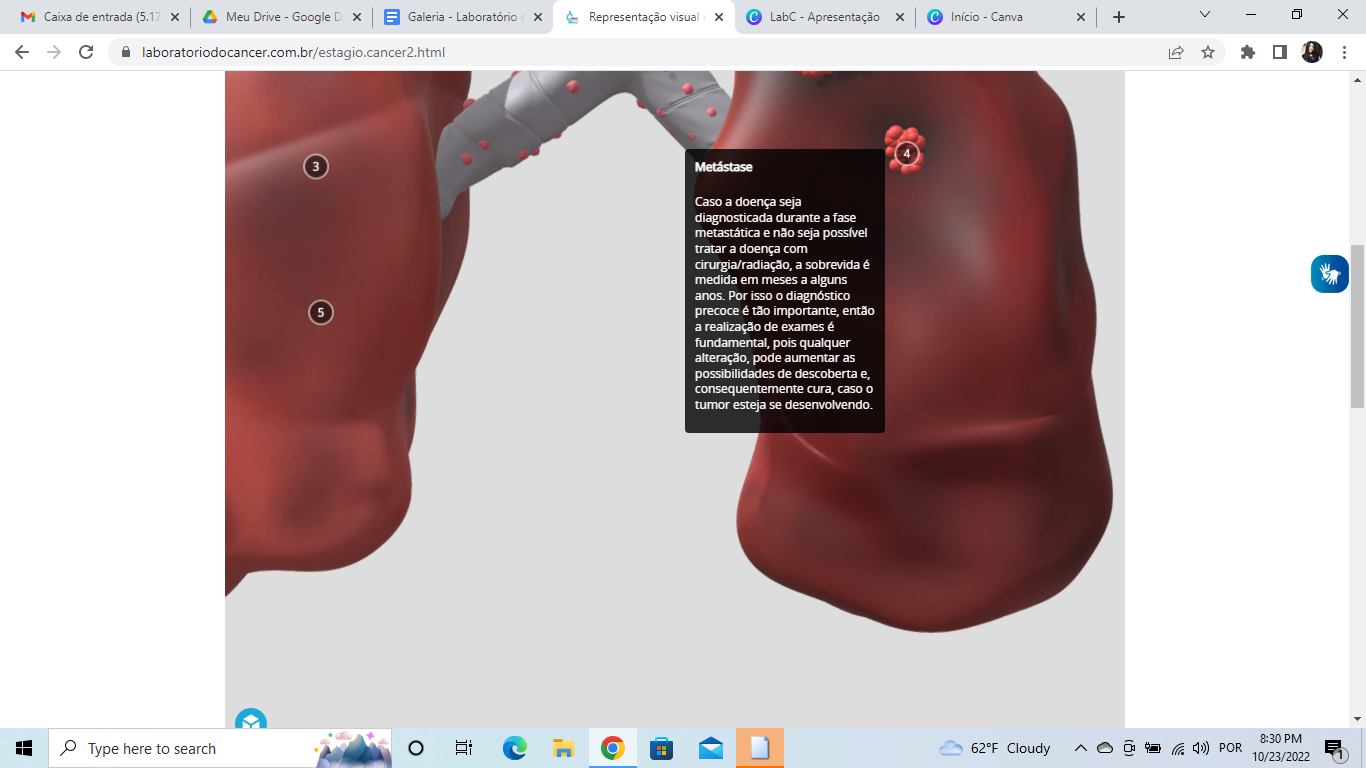 Caixa de entrada (5.17
Meu Drive - Google D
Galeria - Laboratório
Representação visual
LabC - Apresentação
Início - Canva
laboratoriodocancer.com.br/estagio.cancer2.html
3
4
5
Metástase
Caso a doença seja
diagnosticada durante a fase
metastática e não seja possível
tratar a doença com
cirurgia/radiação, a sobrevida é
medida em meses a alguns
anos. Por isso o diagnóstico
precoce é tão importante, então
a realização de exames é
fundamental, pois qualquer
alteração, pode aumentar as
possibilidades de descoberta e,
consequentemente cura, caso o
tumor esteja se desenvolvendo.
Type here to search
62°F Cloudy
POR
8:30 PM
10/23/2022
1